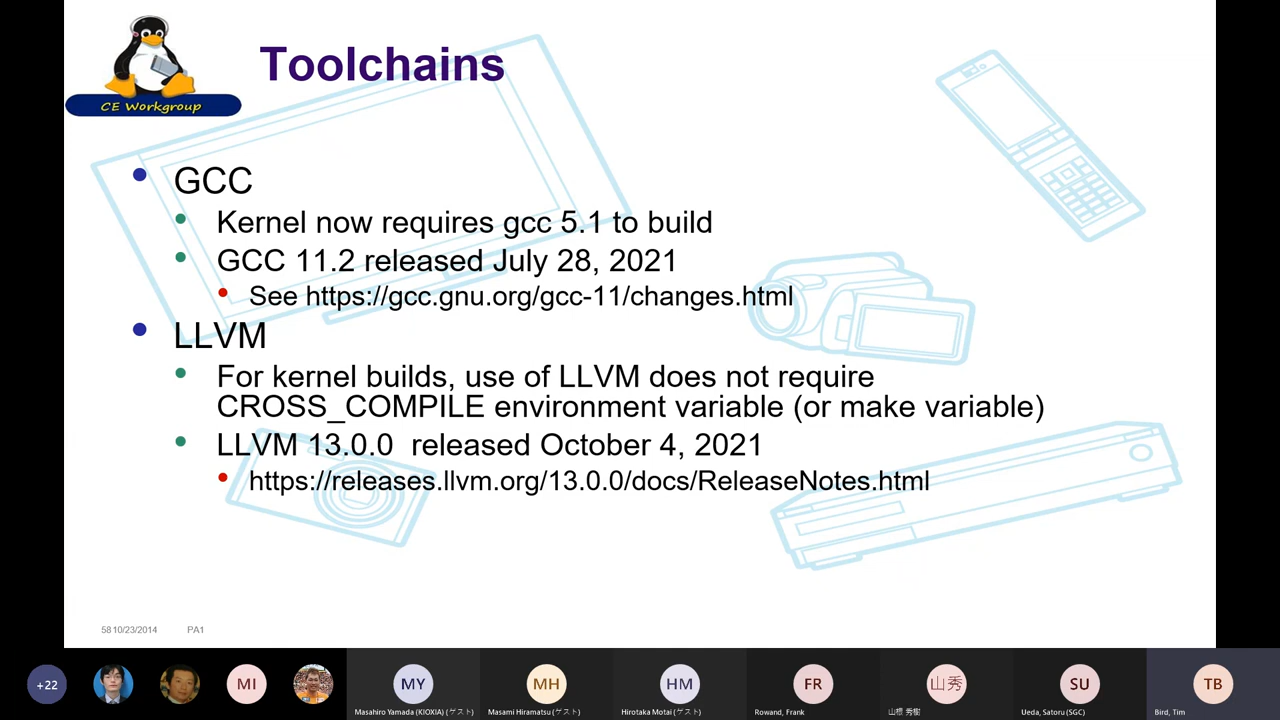 CE Workgroup
Toolchains
GCC
Kernel now requires gcc 5.1 to build
GCC 11.2 released July 28, 2021
See https://gcc.gnu.org/gcc-11/changes.html
LLVM
For kernel builds, use of LLVM does not require
CROSS_COMPILE environment variable (or make variable)
LLVM 13.0.0 released October 4, 2021
https://releases.llvm.org/13.0.0/docs/ReleaseNotes.html
58 10/23/2014 PA1
+22 MI MY MH HM FR 山秀 SU TB
Masahiro Yamada (KIOXIA) (ゲスト) Masami Hiramatsu (ゲスト) Hirotaka Motai (ゲスト) Rowand, Frank 山根 秀樹 Ueda, Satoru (SGC) Bird, Tim